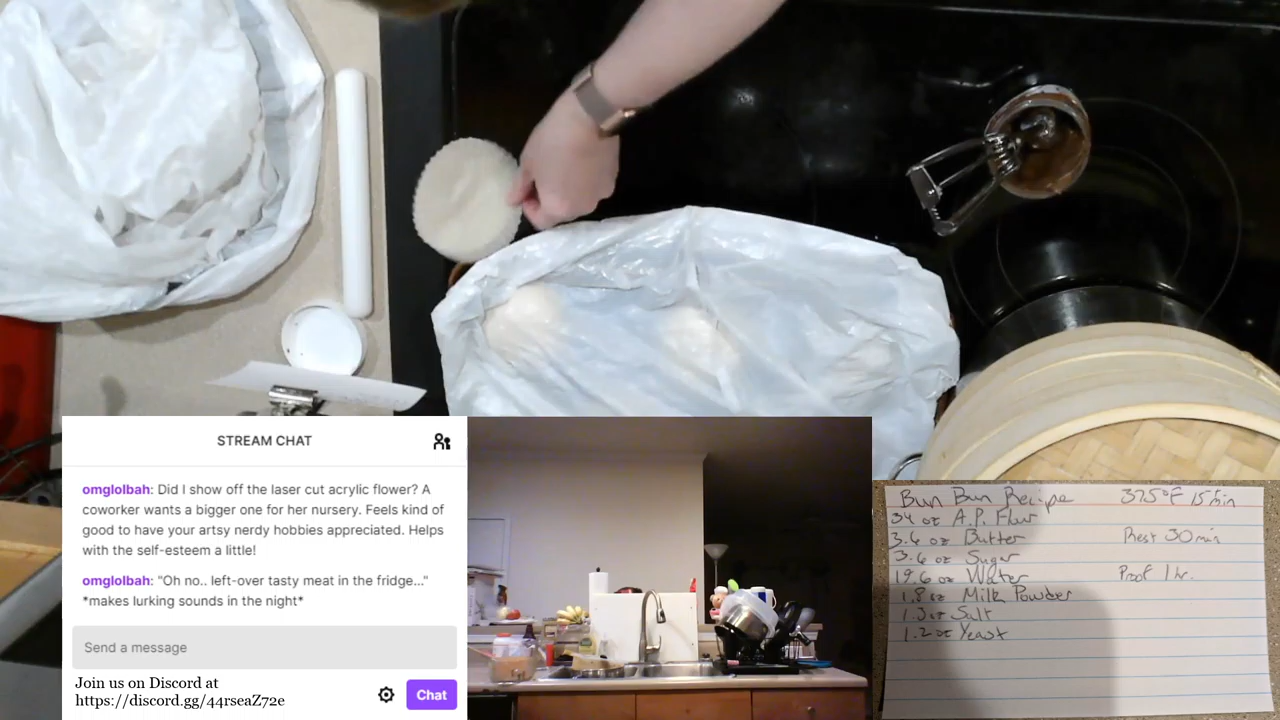 STREAM CHAT
omglolbah: Did I show off the laser cut acrylic flower? A
coworker wants a bigger one for her nursery. Feels kind of
good to have your artsy nerdy hobbies appreciated. Helps
with the self-esteem a little!
omglolbah: "Oh no.. left-over tasty meat in the fridge..."
*makes lurking sounds in the night*
Send a message
Join us on Discord at
https://discord.gg/44rseaZ72e
Chat
Bun Bun Recipe 375°F 15 min
34 oz A.P. Flour
3.6 oz Butter Rest 30 min
3.6 oz Sugar
19.6 oz Water Proof 1 hr.
1.8 oz Milk Powder
Salt
1.2 oz Yeast